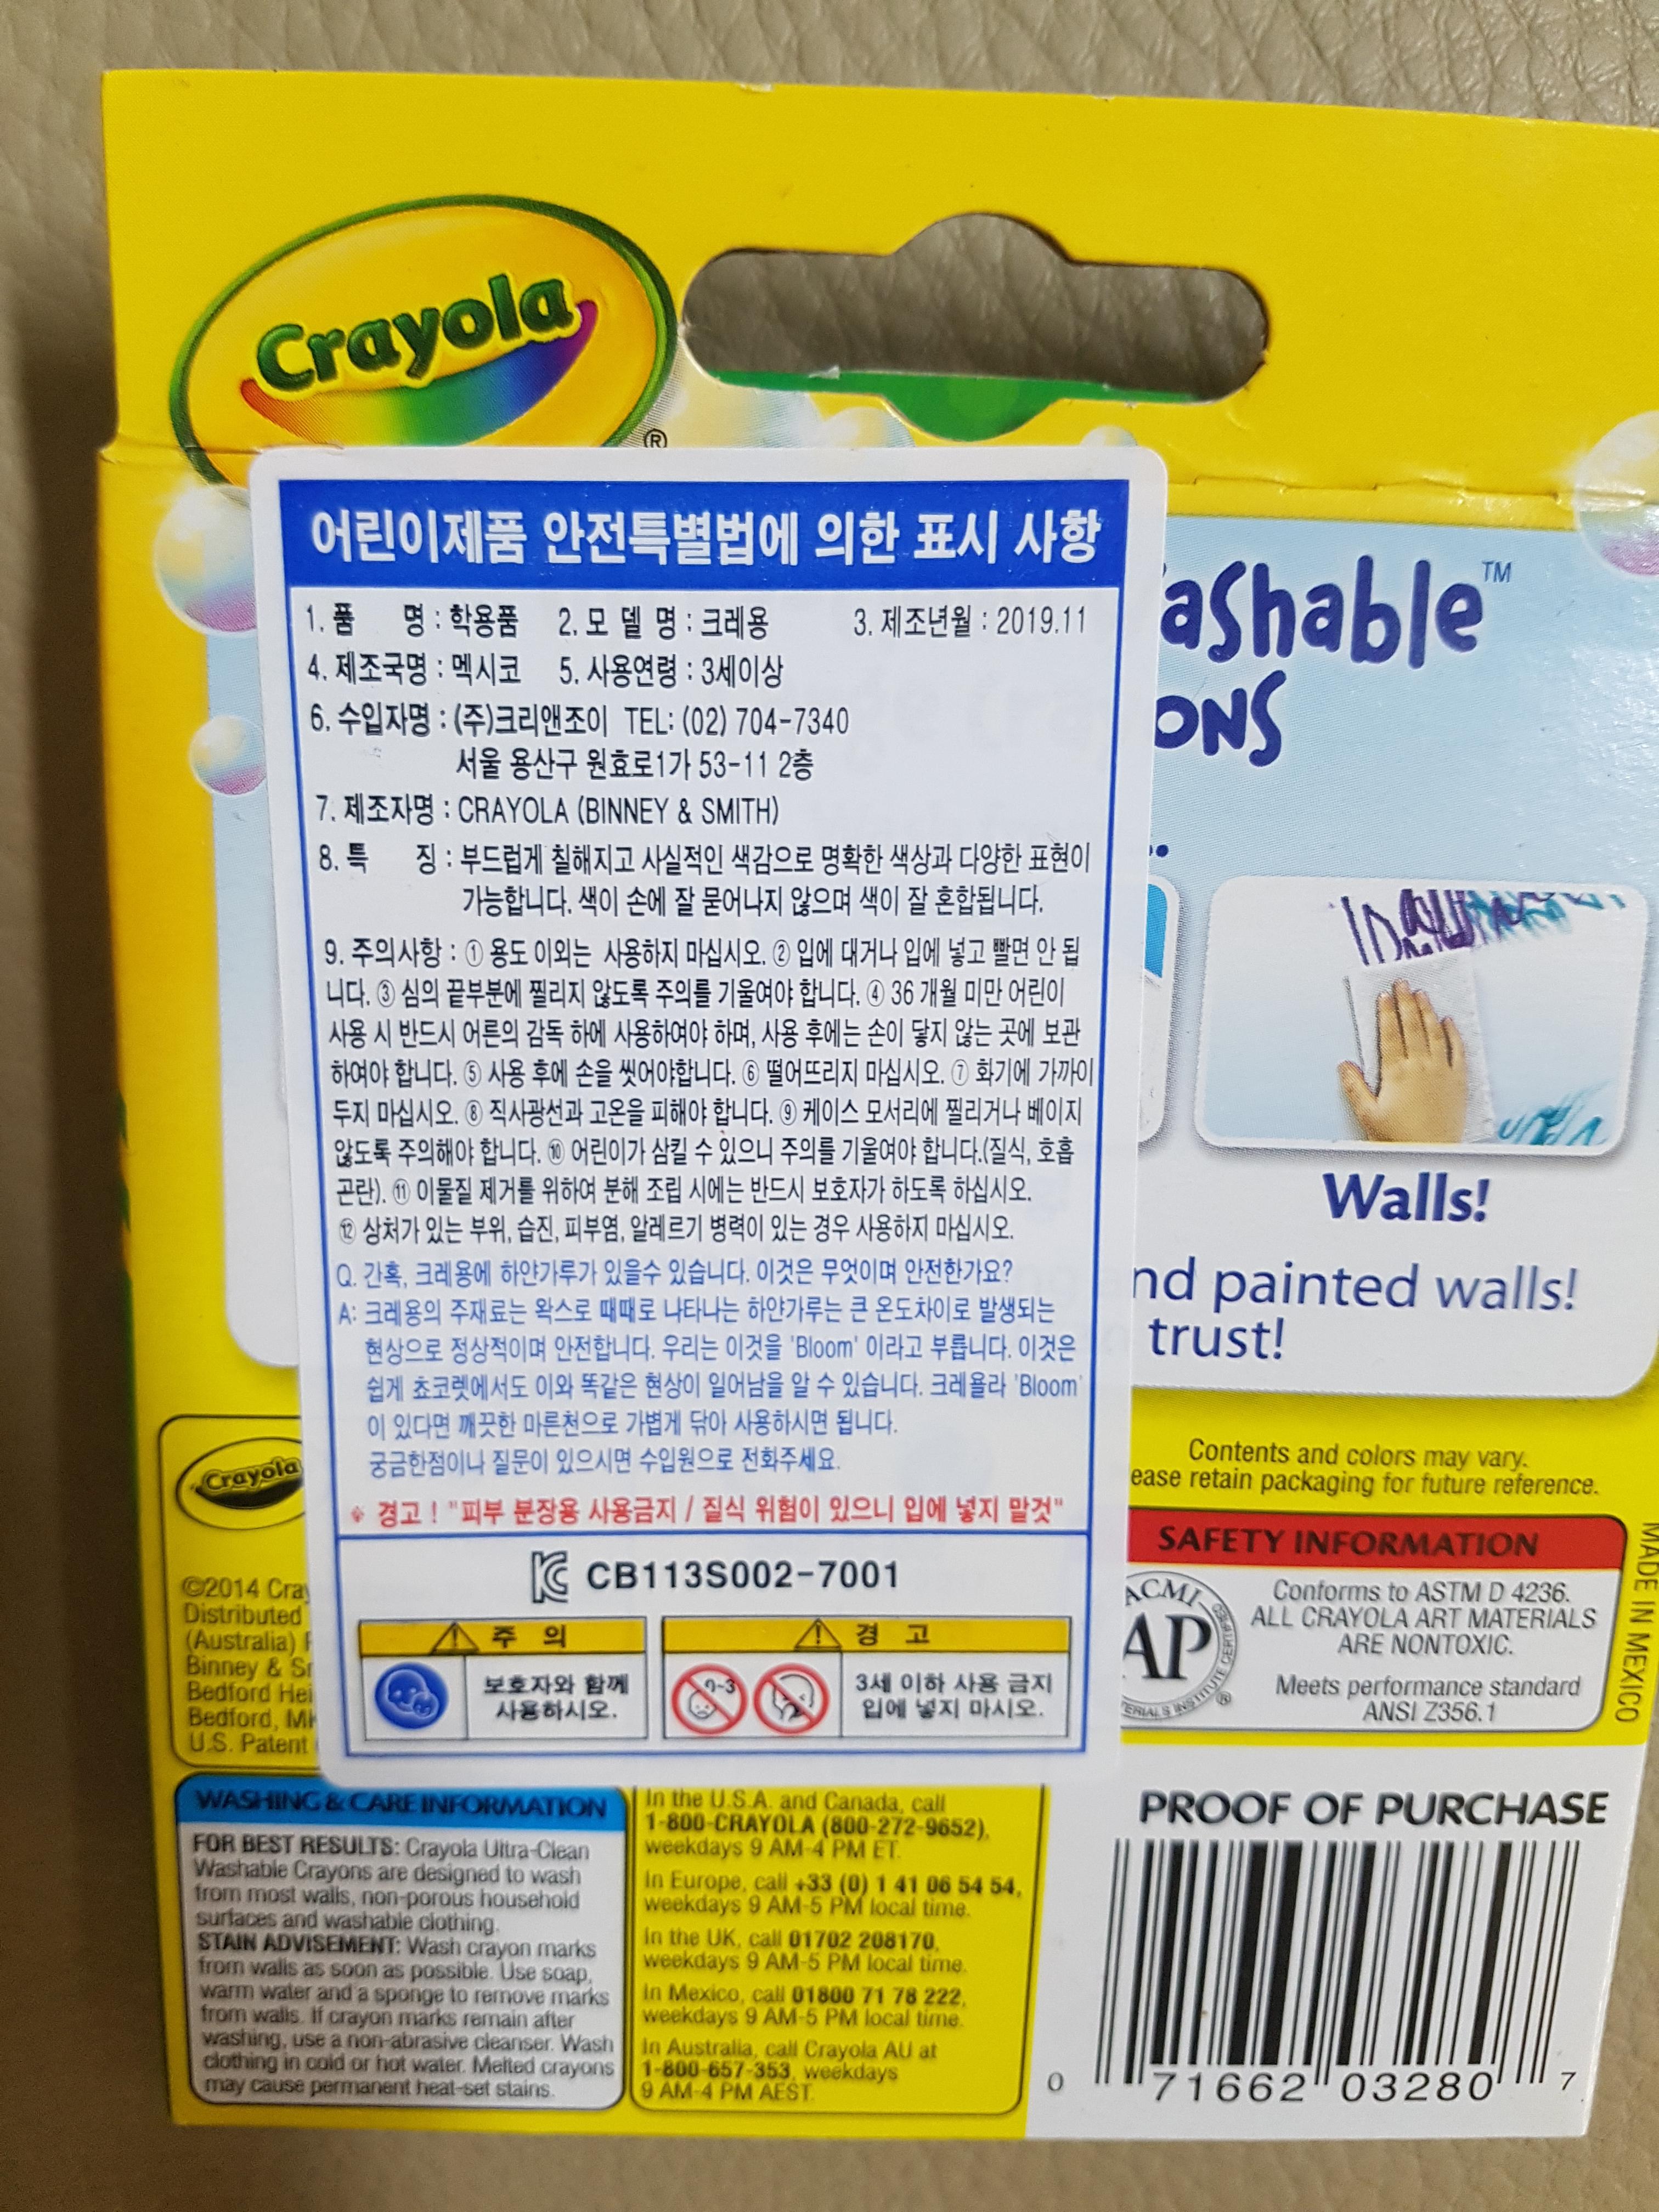 Crayola
®
어린이제품 안전특별법에 의한 표시 사항
1. 품 명 : 학용품 2. 모 델 명 : 크레용 3. 제조년월 : 2019.11
4. 제조국명 : 멕시코 5. 사용연령 : 3세이상
6. 수입자명 : (주)크리앤조이 TEL: (02) 704-7340
서울 용산구 원효로1가 53-11 2층
7. 제조자명 : CRAYOLA (BINNEY & SMITH)
8. 특 징 : 부드럽게 칠해지고 사실적인 색감으로 명확한 색상과 다양한 표현이
가능합니다. 색이 손에 잘 묻어나지 않으며 색이 잘 혼합됩니다.
9. 주의사항 : ① 용도 이외는 사용하지 마십시오. ② 입에 대거나 입에 넣고 빨면 안 됩
니다. ③ 심의 끝부분에 찔리지 않도록 주의를 기울여야 합니다. ④ 36 개월 미만 어린이
사용 시 반드시 어른의 감독 하에 사용하여야 하며, 사용 후에는 손이 닿지 않는 곳에 보관
하여야 합니다. ⑤ 사용 후에 손을 씻어야합니다. ⑥ 떨어뜨리지 마십시오. ⑦ 화기에 가까이
두지 마십시오. ⑧ 직사광선과 고온을 피해야 합니다. ⑨ 케이스 모서리에 찔리거나 베이지
않도록 주의해야 합니다. ⑩ 어린이가 삼킬 수 있으니 주의를 기울여야 합니다.(질식, 호흡
곤란). ⑪ 이물질 제거를 위하여 분해 조립 시에는 반드시 보호자가 하도록 하십시오.
⑫ 상처가 있는 부위, 습진, 피부염, 알레르기 병력이 있는 경우 사용하지 마십시오.
Q. 간혹, 크레용에 하얀가루가 있을수 있습니다. 이것은 무엇이며 안전한가요?
A: 크레용의 주재료는 왁스로 때때로 나타나는 하얀가루는 큰 온도차이로 발생되는
현상으로 정상적이며 안전합니다. 우리는 이것을 'Bloom' 이라고 부릅니다. 이것은
쉽게 쵸코렛에서도 이와 똑같은 현상이 일어남을 알 수 있습니다. 크레욜라 'Bloom'
이 있다면 깨끗한 마른천으로 가볍게 닦아 사용하시면 됩니다.
궁금한점이나 질문이 있으시면 수입원으로 전화주세요.
※ 경고 ! "피부 분장용 사용금지 / 질식 위험이 있으니 입에 넣지 말것"
CB113S002-7001
주 의
보호자와 함께
사용하시오.
경 고
0-3
3세 이하 사용 금지
입에 넣지 마시오.
ashable™
ONS
Walls!
nd painted walls!
trust!
Contents and colors may vary.
ease retain packaging for future reference.
SAFETY INFORMATION
ACMI
AP
®
Conforms to ASTM D 4236.
ALL CRAYOLA ART MATERIALS
ARE NONTOXIC.
Meets performance standard
ANSI Z356.1
MADE IN MEXICO
Crayola
©2014 Cray
Distributed
(Australia) P
Binney & Sm
Bedford Hei
Bedford, MK
U.S. Patent
WASHING & CARE INFORMATION
FOR BEST RESULTS: Crayola Ultra-Clean
Washable Crayons are designed to wash
from most walls, non-porous household
surfaces and washable clothing.
STAIN ADVISEMENT: Wash crayon marks
from walls as soon as possible. Use soap,
warm water and a sponge to remove marks
from walls. If crayon marks remain after
washing, use a non-abrasive cleanser. Wash
clothing in cold or hot water. Melted crayons
may cause permanent heat-set stains.
In the U.S.A. and Canada, call
1-800-CRAYOLA (800-272-9652),
weekdays 9 AM-4 PM ET.
In Europe, call +33 (0) 1 41 06 54 54,
weekdays 9 AM-5 PM local time.
In the UK, call 01702 208170,
weekdays 9 AM-5 PM local time.
In Mexico, call 01800 71 78 222,
weekdays 9 AM-5 PM local time.
In Australia, call Crayola AU at
1-800-657-353, weekdays
9 AM-4 PM AEST.
PROOF OF PURCHASE
0 71662 03280 7